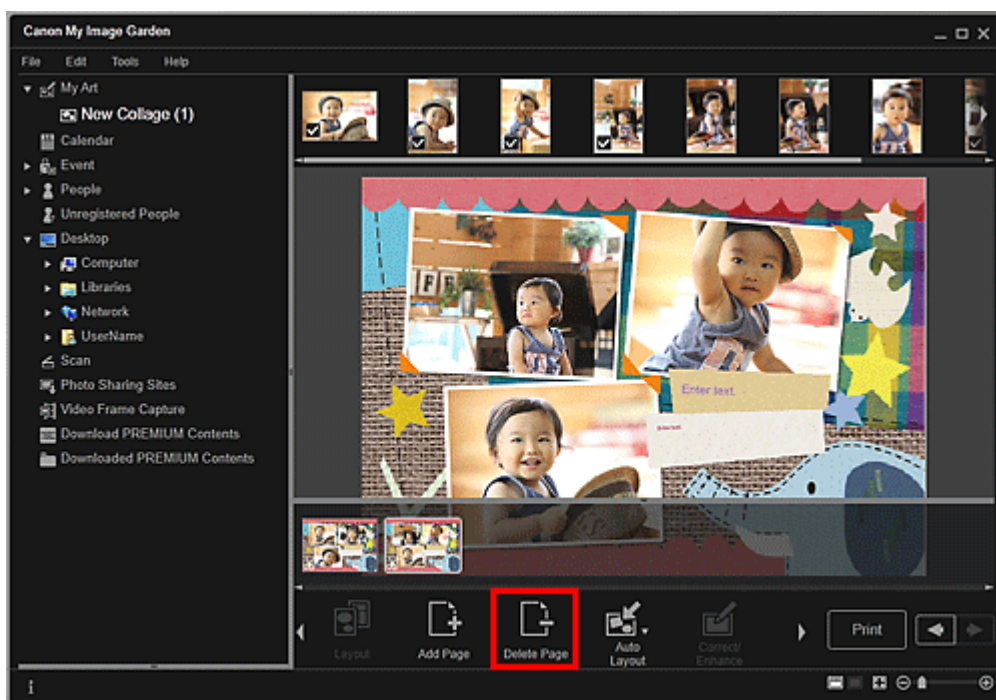 Canon My Image Garden
File Edit Tools Help
My Art
New Collage (1)
Calendar
Event
People
Unregistered People
Desktop
Computer
Libraries
Network
UserName
Scan
Photo Sharing Sites
Video Frame Capture
Download PREMIUM Contents
Downloaded PREMIUM Contents
Enter text.
Layout
Add Page
Delete Page
Auto
Layout
Correct/
Enhance
Print